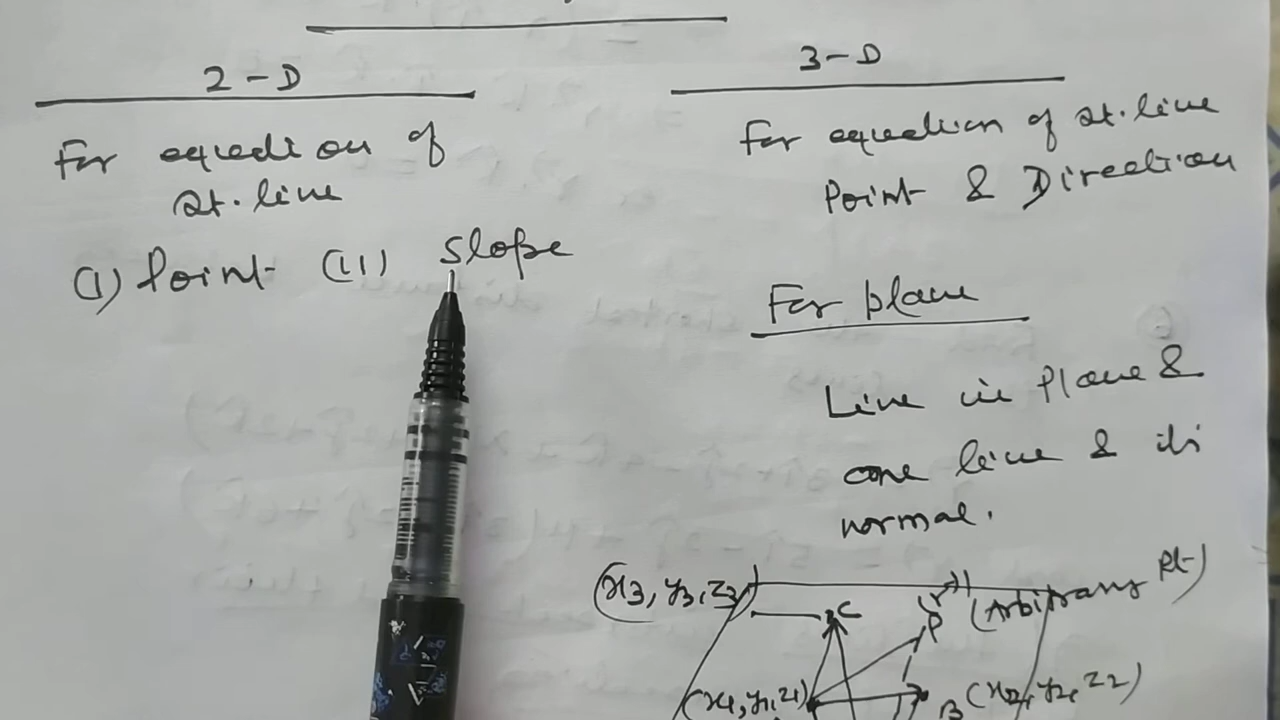 2-D
For equation of
st. line
(I) Point (II) Slope
3-D
For equation of st. line
Point & Direction
For plane
Line in Plane &
one line & its
normal.
(x3, y3, z3)
C
P
(r)
(Arbitrary Pt)
(x1, y1, z1)
B (x2, y2, z2)